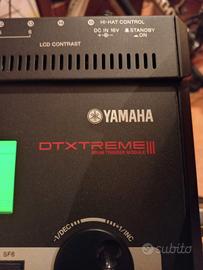 HI-HAT CONTROL
LCD CONTRAST
DC IN 16V
STANDBY
ON
YAMAHA
DTXTREME III
DRUM TRIGGER MODULE
-1/DEC
+1/INC
SF6
subito